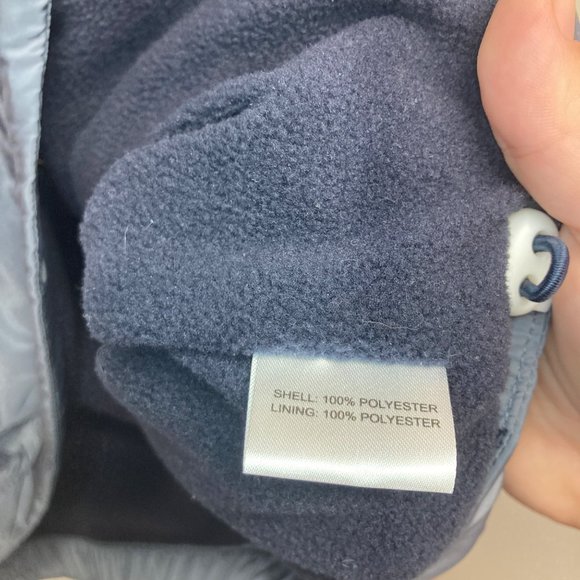 SHELL: 100% POLYESTER
LINING: 100% POLYESTER